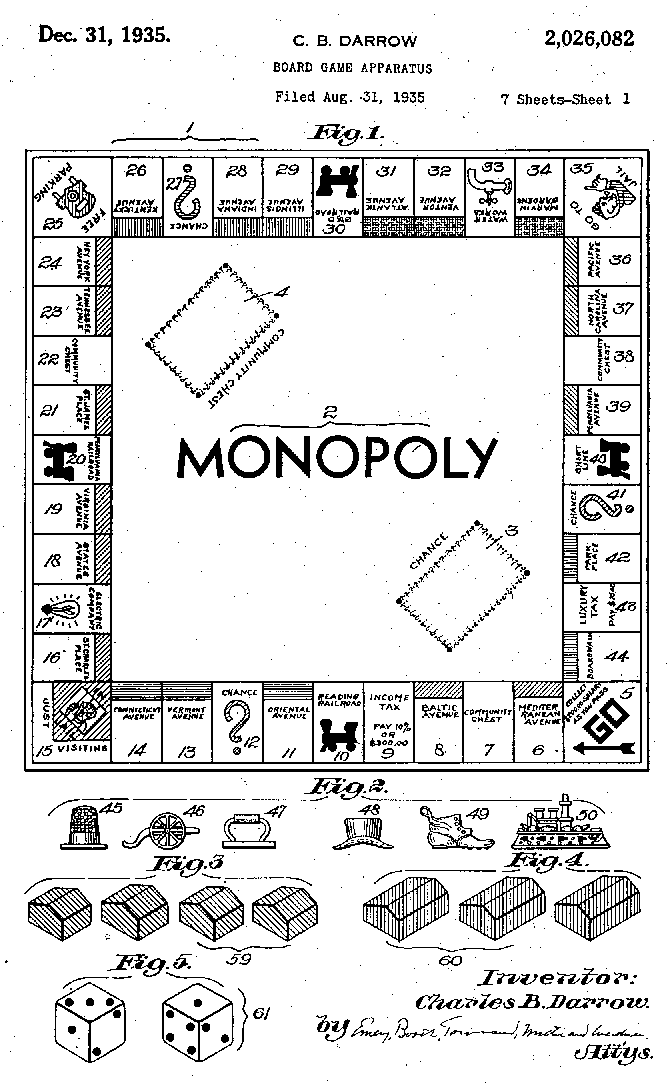 Dec. 31, 1935.
C. B. DARROW
2,026,082
BOARD GAME APPARATUS
Filed Aug. 31, 1935
7 Sheets-Sheet 1
Fig.1.
1
FREE
PARKING
25
26
KENTUCKY
AVENUE
27
CHANCE
28
INDIANA
AVENUE
29
ILLINOIS
AVENUE
B & O
RAILROAD
30
31
ATLANTIC
AVENUE
32
VENTNOR
AVENUE
33
WATER
WORKS
34
MARVIN
GARDENS
35
GO TO
JAIL
24
NEW YORK
AVENUE
23
TENNESSEE
AVENUE
22
COMMUNITY
CHEST
21
ST. JAMES
PLACE
20
PENNSYLVANIA
RAILROAD
19
VIRGINIA
AVENUE
18
STATES
AVENUE
17
ELECTRIC
COMPANY
16
ST. CHARLES
PLACE
4
COMMUNITY CHEST
2
MONOPOLY
CHANCE
3
PACIFIC
AVENUE
36
NORTH
CAROLINA
AVENUE
37
COMMUNITY
CHEST
38
PENNSYLVANIA
AVENUE
39
SHORT
LINE
40
CHANCE
41
PARK
PLACE
42
LUXURY
TAX
43
BOARDWALK
44
JUST
VISITING
15
CONNECTICUT
AVENUE
14
VERMONT
AVENUE
13
CHANCE
12
ORIENTAL
AVENUE
11
READING
RAILROAD
10
INCOME
TAX
PAY 10%
OR
$200.00
9
BALTIC
AVENUE
8
COMMUNITY
CHEST
7
MEDITER
RANEAN
AVENUE
6
GO
5
Fig.2.
45
46
47
48
49
50
Fig.3
Fig.4.
59
60
Fig.5.
61
Inventor:
Charles B. Darrow.
by
Attys.